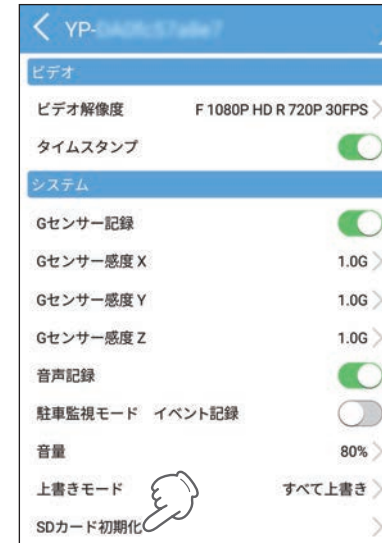 YP-
ビデオ
ビデオ解像度 F 1080P HD R 720P 30FPS
タイムスタンプ
システム
Gセンサー記録
Gセンサー感度 X 1.0G
Gセンサー感度 Y 1.0G
Gセンサー感度 Z 1.0G
音声記録
駐車監視モード イベント記録
音量 80%
上書きモード すべて上書き
SDカード初期化